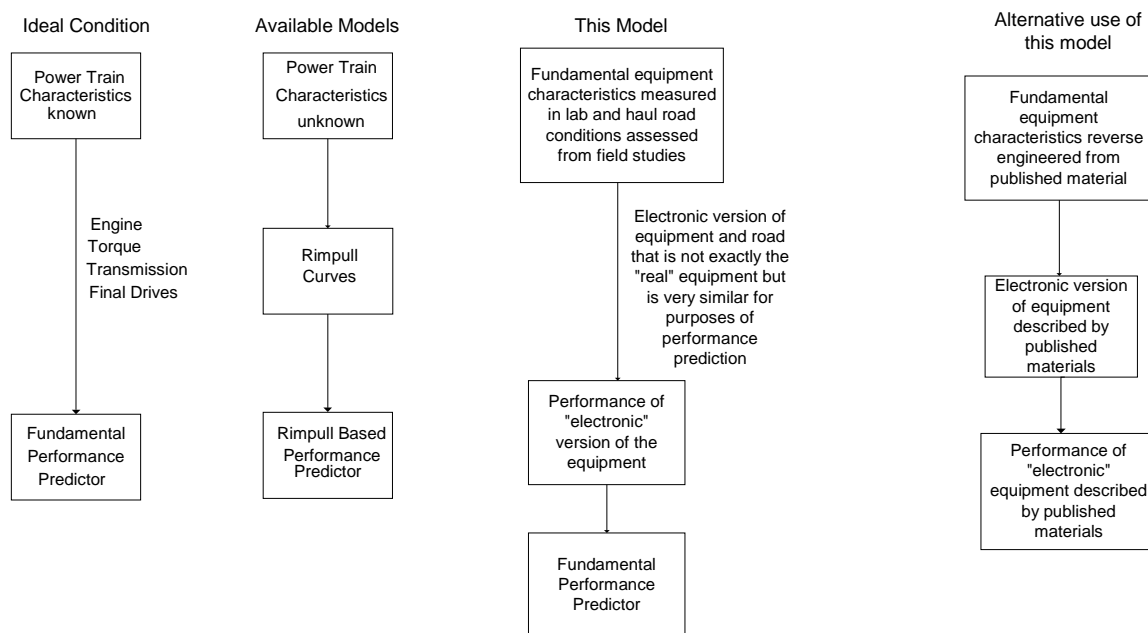 Ideal Condition
Power Train
Characteristics
known
Engine
Torque
Transmission
Final Drives
Fundamental
Performance
Predictor
Available Models
Power Train
Characteristics
unknown
Rimpull
Curves
Rimpull Based
Performance
Predictor
This Model
Fundamental equipment
characteristics measured
in lab and haul road
conditions assessed
from field studies
Electronic version of
equipment and road
that is not exactly the
"real" equipment but
is very similar for
purposes of
performance
prediction
Performance of
"electronic"
version of the
equipment
Fundamental
Performance
Predictor
Alternative use of
this model
Fundamental
equipment
characteristics reverse
engineered from
published material
Electronic version
of equipment
described by
published
materials
Performance of
"electronic"
equipment described
by published
materials